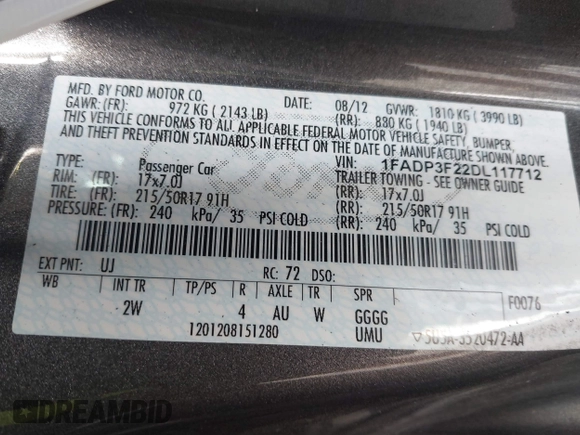 MFD. BY FORD MOTOR CO. DATE: 08/12 GVWR: 1810 KG ( 3990 LB)
GAWR: (FR): 972 KG ( 2143 LB) (RR): 880 KG ( 1940 LB)
THIS VEHICLE CONFORMS TO ALL APPLICABLE FEDERAL MOTOR VEHICLE SAFETY, BUMPER,
AND THEFT PREVENTION STANDARDS IN EFFECT ON THE DATE OF MANUFACTURE SHOWN ABOVE.
VIN: 1FADP3F22DL117712
TYPE: Passenger Car TRAILER TOWING - SEE OWNER GUIDE
RIM: (FR): 17x7.0J (RR): 17x7.0J
TIRE: (FR): 215/50R17 91H (RR): 215/50R17 91H
PRESSURE: (FR): 240 kPa/ 35 PSI COLD (RR): 240 kPa/ 35 PSI COLD
EXT PNT: UJ RC: 72 DSO:
WB INT TR TP/PS R AXLE TR SPR F0076
2W 4 AU W GGGG
1201208151280 UMU
DREAMBID